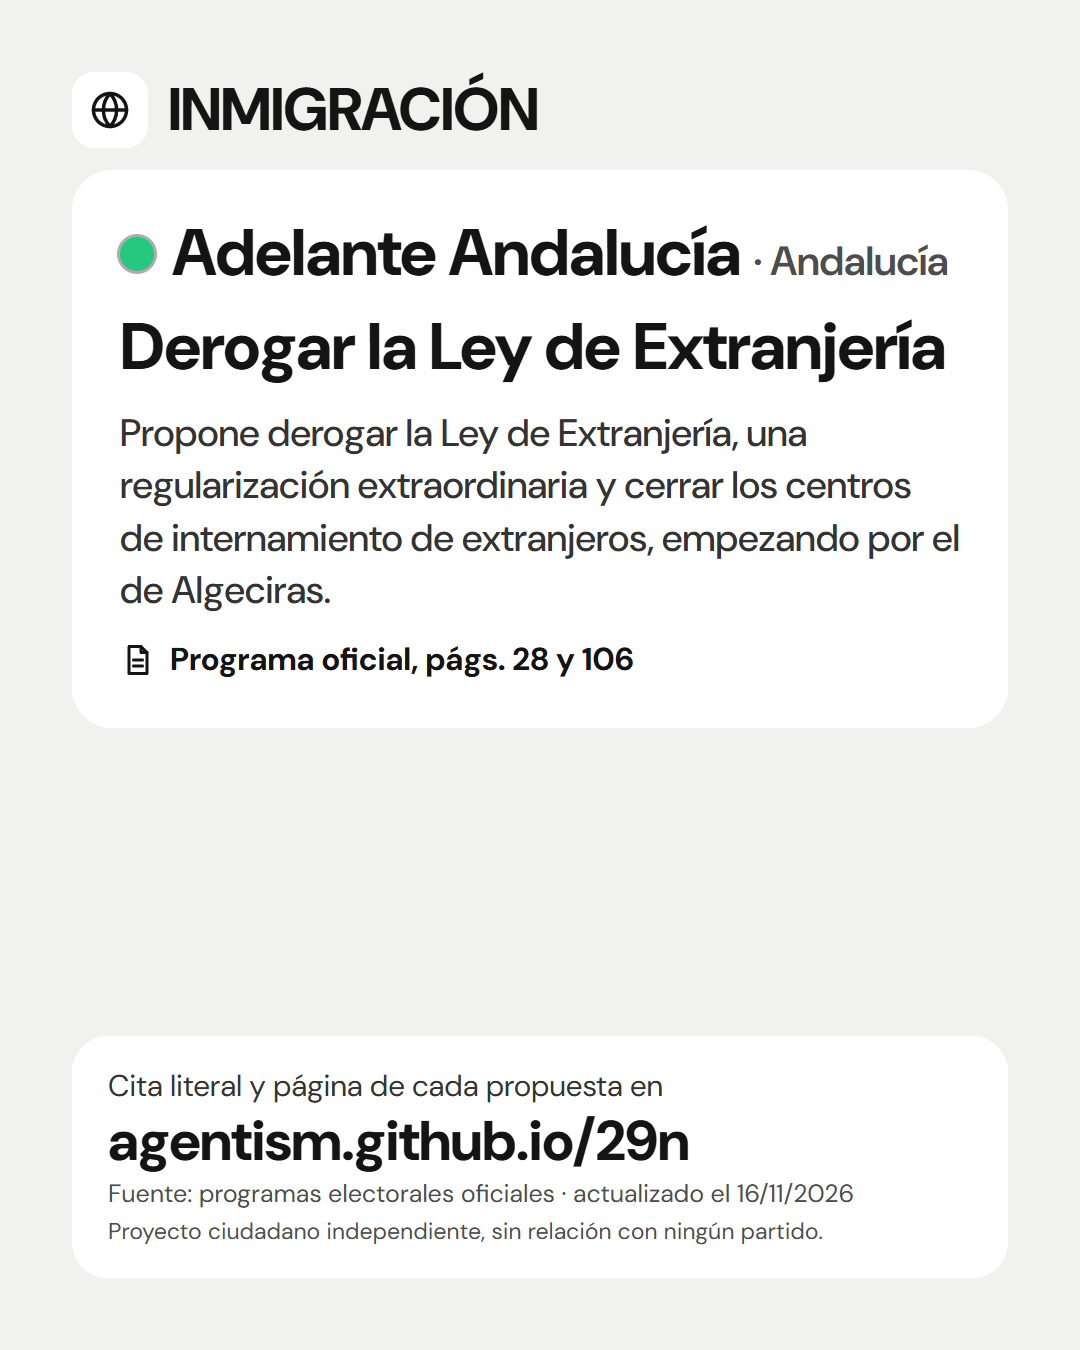 INMIGRACIÓN
Adelante Andalucía · Andalucía
Derogar la Ley de Extranjería
Propone derogar la Ley de Extranjería, una
regularización extraordinaria y cerrar los centros
de internamiento de extranjeros, empezando por el
de Algeciras.
Programa oficial, págs. 28 y 106
Cita literal y página de cada propuesta en
agentism.github.io/29n
Fuente: programas electorales oficiales · actualizado el 16/11/2026
Proyecto ciudadano independiente, sin relación con ningún partido.